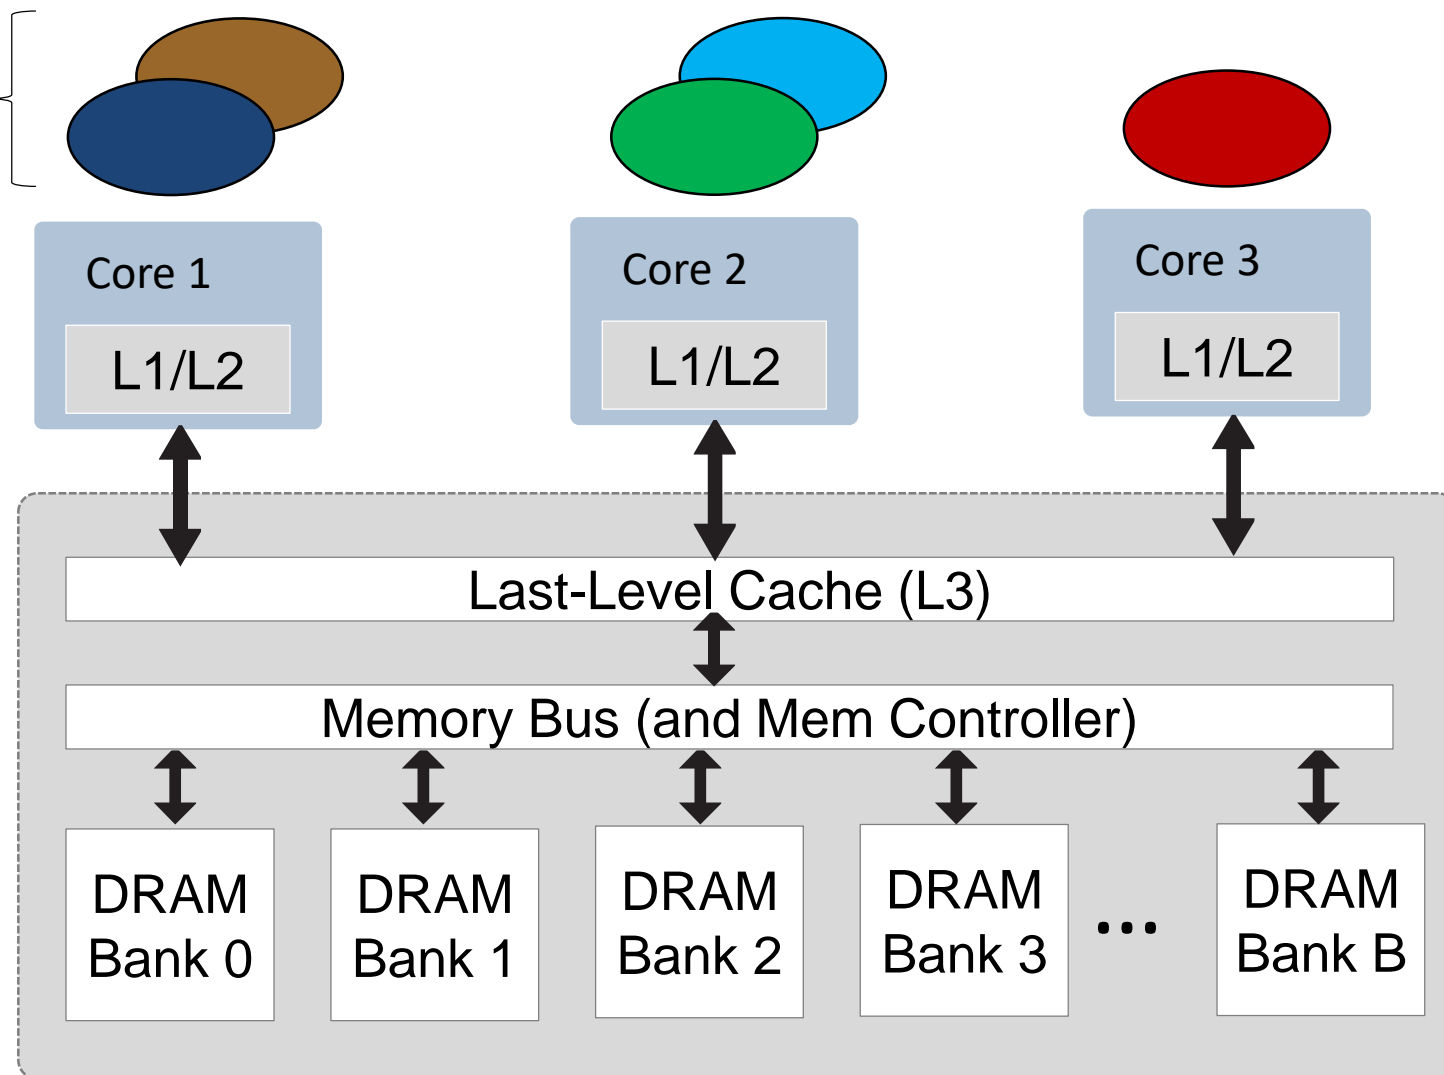 Core 1
Core 2
Core 3
L1/L2
L1/L2
L1/L2
Last-Level Cache (L3)
Memory Bus (and Mem Controller)
DRAM
Bank 0
DRAM
Bank 1
DRAM
Bank 2
DRAM
Bank 3
...
DRAM
Bank B